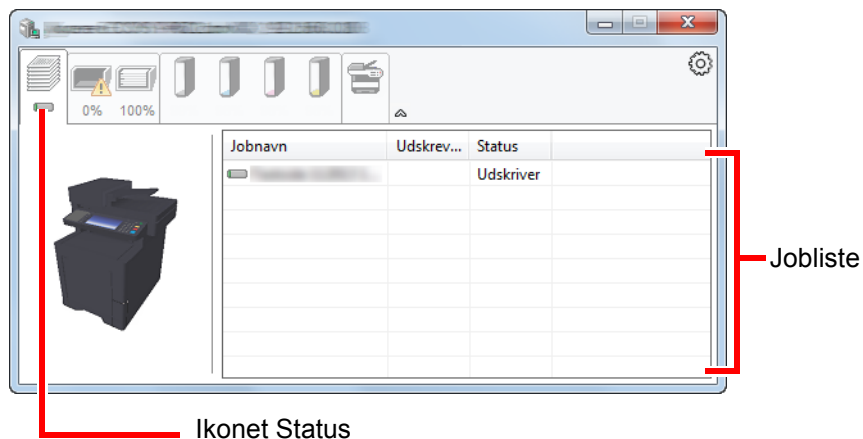 0% 100%
Jobnavn Udskrev... Status
Udskriver
Jobliste
Ikonet Status